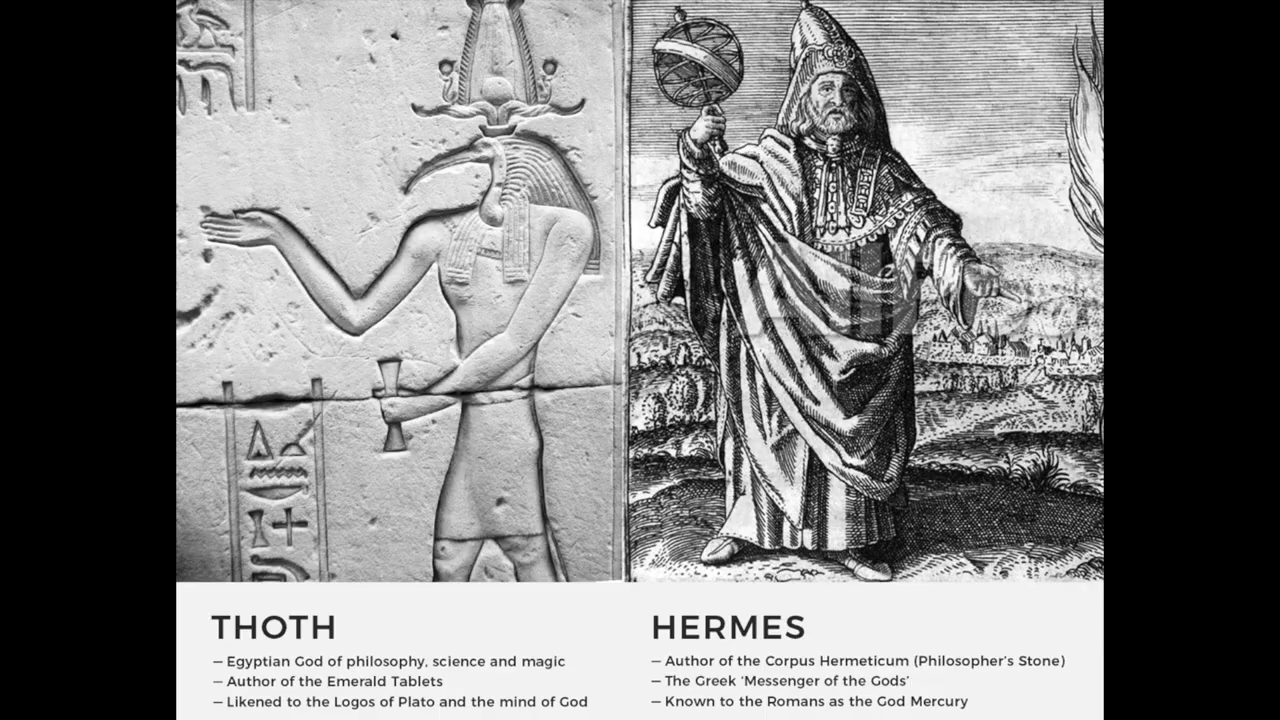 THOTH
— Egyptian God of philosophy, science and magic
— Author of the Emerald Tablets
— Likened to the Logos of Plato and the mind of God
HERMES
— Author of the Corpus Hermeticum (Philosopher's Stone)
— The Greek 'Messenger of the Gods'
— Known to the Romans as the God Mercury